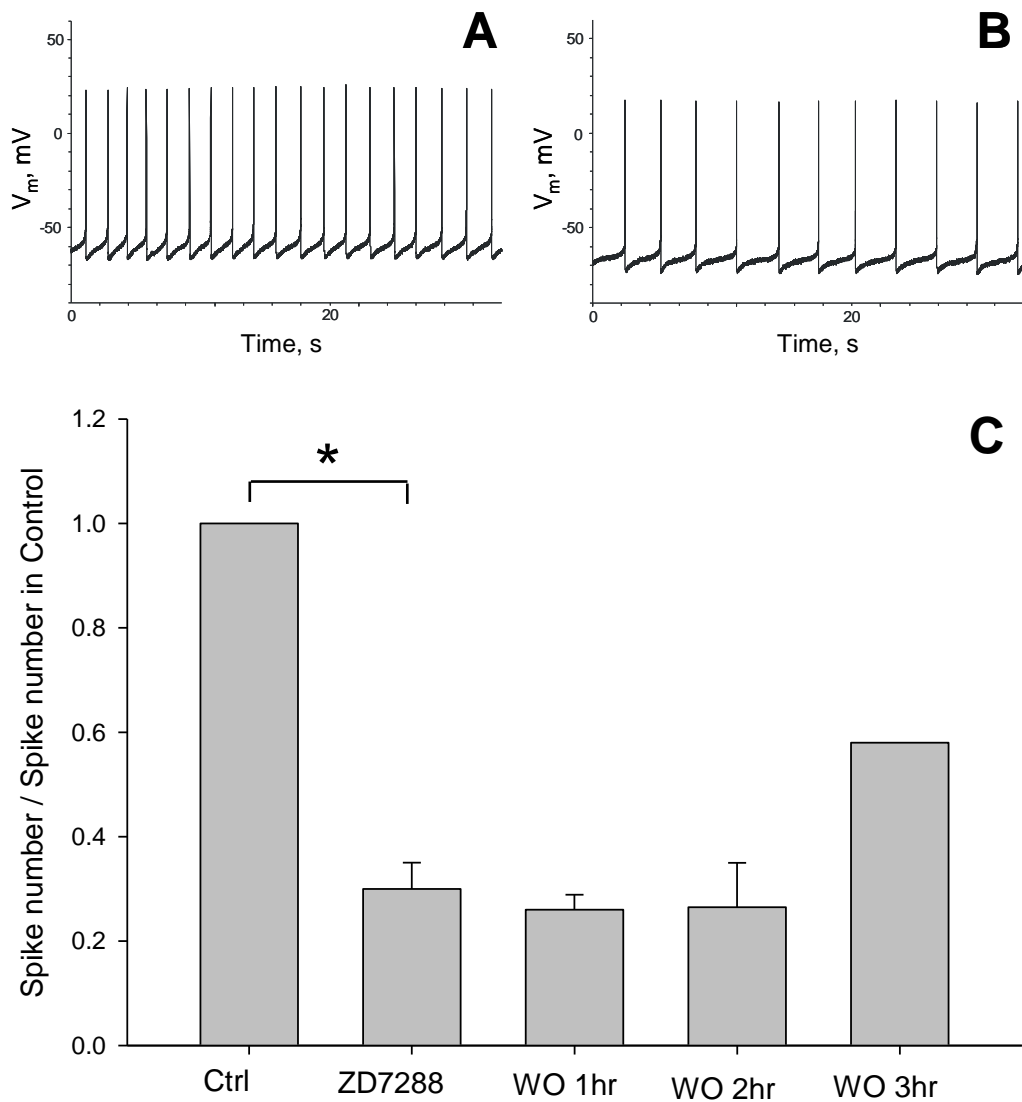 A
50
0
-50
V_m, mV
0
20
Time, s
B
50
0
-50
V_m, mV
0
20
Time, s
C
*
1.2
1.0
0.8
0.6
0.4
0.2
0.0
Spike number / Spike number in Control
Ctrl
ZD7288
WO 1hr
WO 2hr
WO 3hr